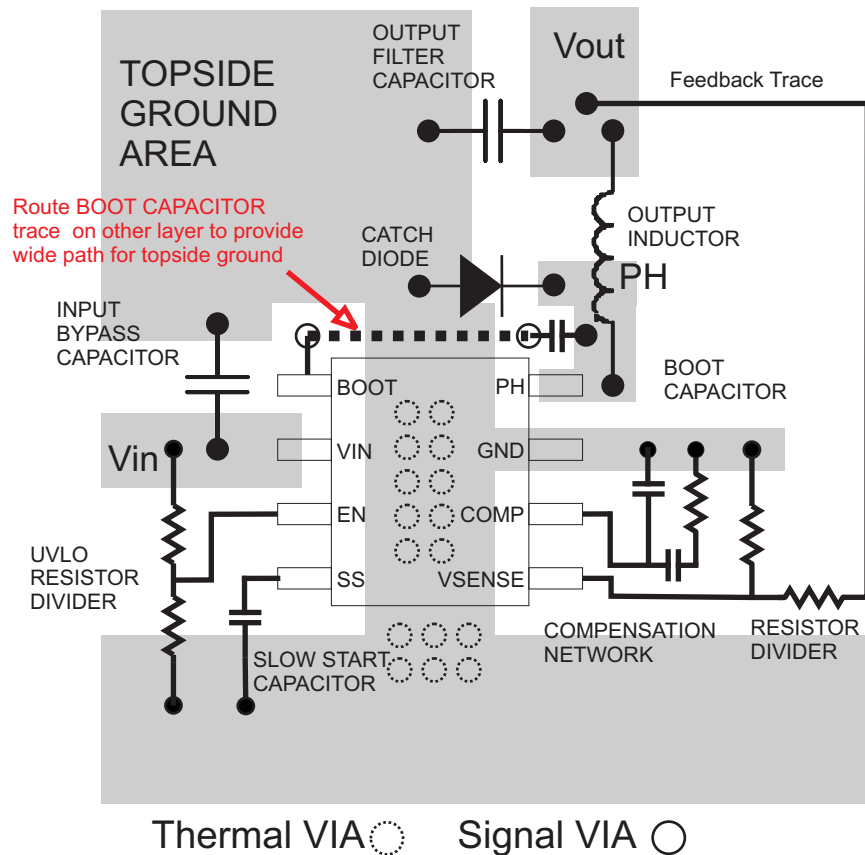 OUTPUT
FILTER
CAPACITOR
Vout
TOPSIDE
GROUND
AREA
Feedback Trace
Route BOOT CAPACITOR
trace on other layer to provide
wide path for topside ground
OUTPUT
INDUCTOR
CATCH
DIODE
PH
INPUT
BYPASS
CAPACITOR
BOOT
CAPACITOR
BOOT
PH
Vin
VIN
GND
EN
COMP
UVLO
RESISTOR
DIVIDER
SS
VSENSE
SLOW START
CAPACITOR
COMPENSATION
NETWORK
RESISTOR
DIVIDER
Thermal VIA
Signal VIA